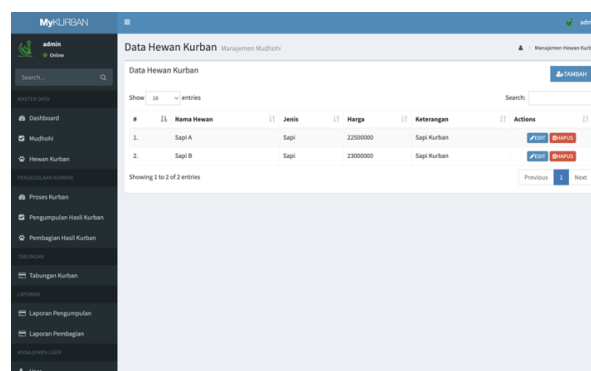 MyKURBAN
admin
Online
Search...
MASTER DATA
Dashboard
Mudhohi
Hewan Kurban
PENGELOLAAN KURBAN
Proses Kurban
Pengumpulan Hasil Kurban
Pembagian Hasil Kurban
TABUNGAN
Tabungan Kurban
LAPORAN
Laporan Pengumpulan
Laporan Pembagian
MANAJEMEN USER
Data Hewan Kurban Manajemen Mudhohi
Manajemen Hewan Kurb
Data Hewan Kurban
TAMBAH
Show 10 entries
Search:
# Nama Hewan Jenis Harga Keterangan Actions
1. Sapi A Sapi 22500000 Sapi Kurban EDIT HAPUS
2. Sapi B Sapi 23000000 Sapi Kurban EDIT HAPUS
Showing 1 to 2 of 2 entries
Previous 1 Next